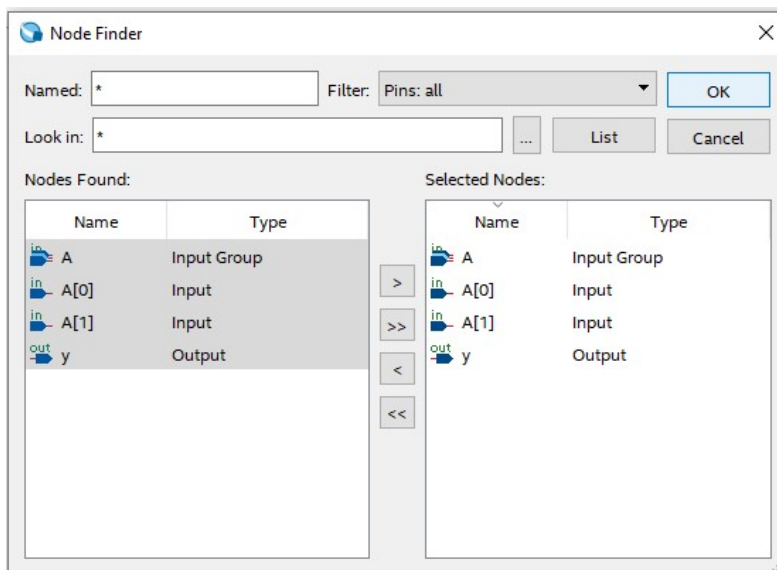 Node Finder
Named: * Filter: Pins: all OK
Look in: * ... List Cancel
Nodes Found: Selected Nodes:
Name Type Name Type
in A Input Group in A Input Group
in A[0] Input in A[0] Input
in A[1] Input in A[1] Input
out y Output out y Output
>
>>
<
<<